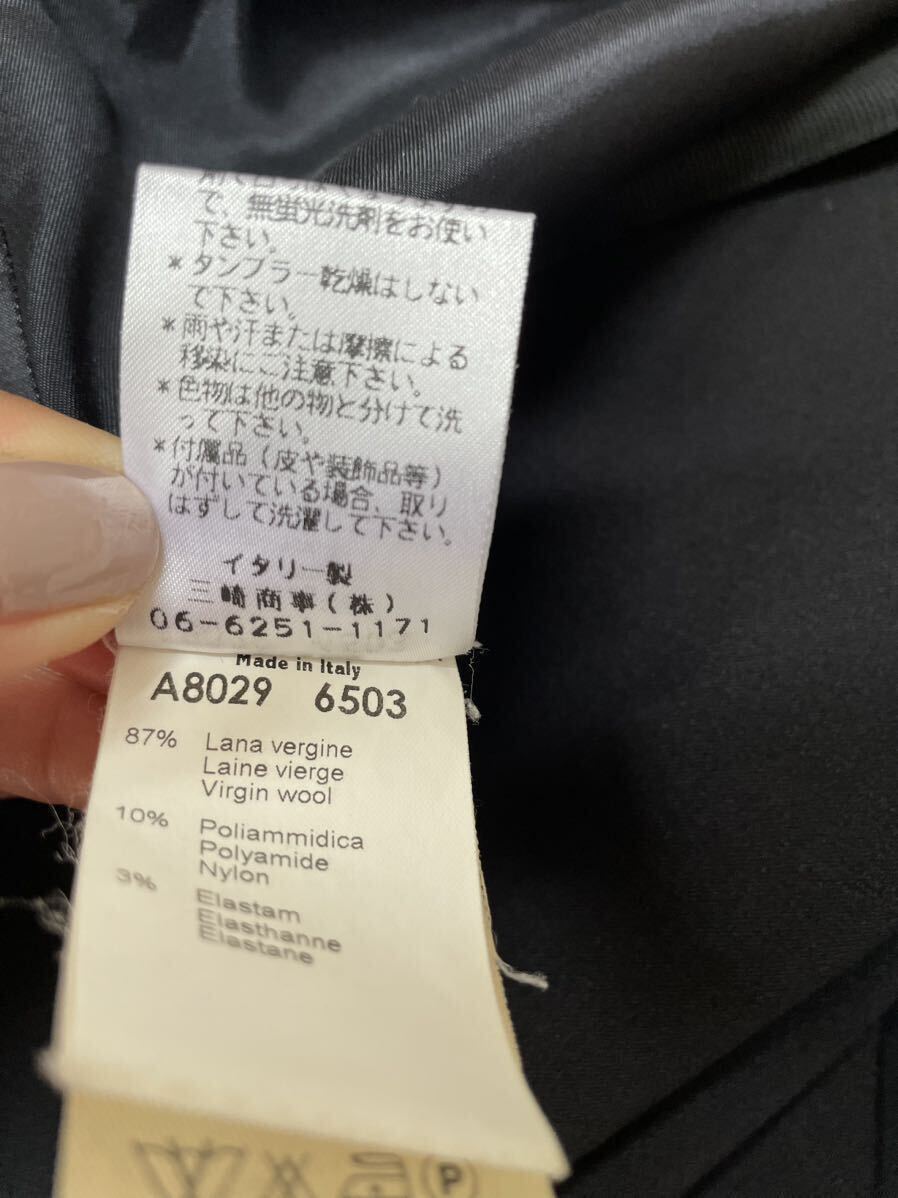 で、無蛍光洗剤をお使い
下さい。
*タンブラー乾燥はしない
で下さい。
*雨や汗または摩擦による
移染にご注意下さい。
*色物は他の物と分けて洗
って下さい。
*付属品(皮や装飾品等)
が付いている場合、取り
はずして洗濯して下さい。
イタリー製
三崎商事(株)
06-6251-1171
Made in Italy
A8029 6503
87% Lana vergine
Laine vierge
Virgin wool
10% Poliammidica
Polyamide
Nylon
3% Elastam
Elasthanne
Elastane
P